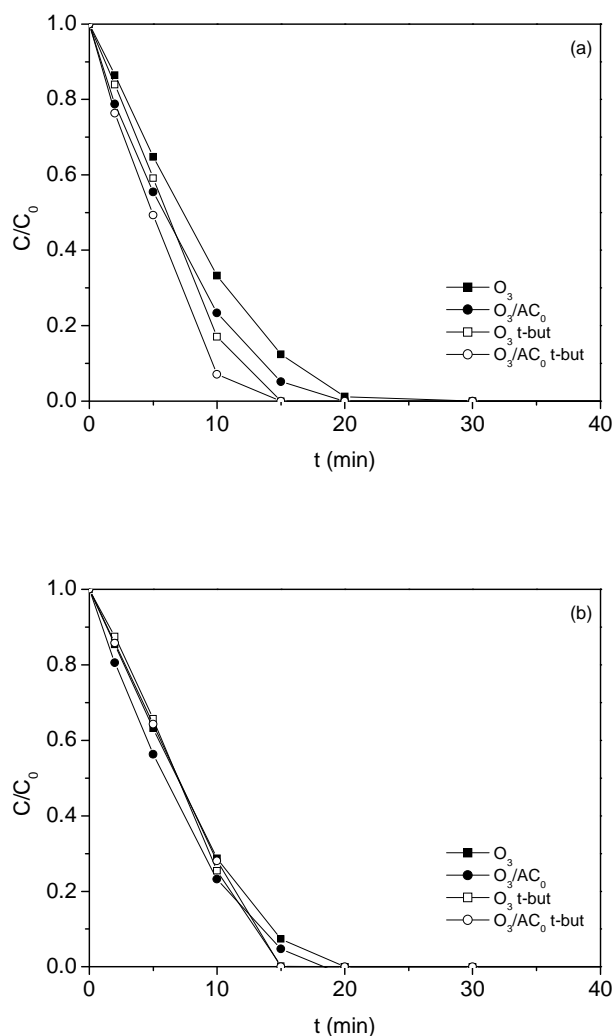 (a)
1.0
0.8
0.6
0.4
0.2
0.0
C/C₀
O₃
O₃/AC₀
O₃ t-but
O₃/AC₀ t-but
0 10 20 30 40
t (min)
(b)
1.0
0.8
0.6
0.4
0.2
0.0
C/C₀
O₃
O₃/AC₀
O₃ t-but
O₃/AC₀ t-but
0 10 20 30 40
t (min)